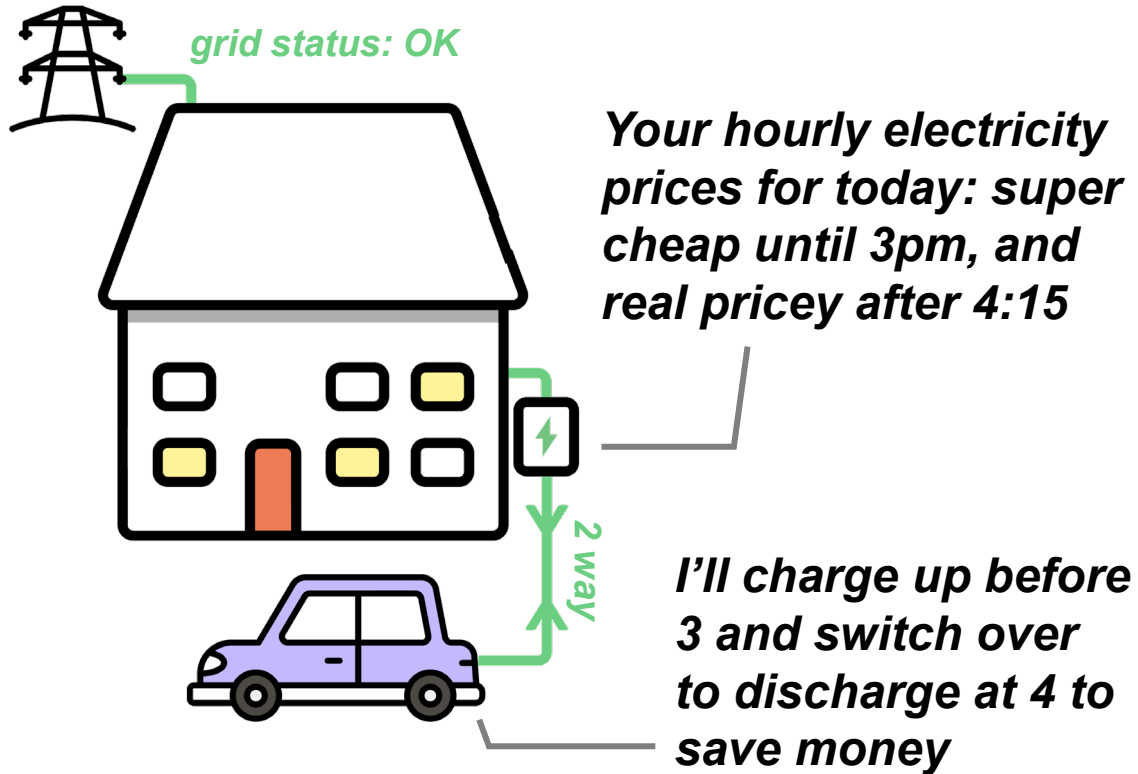 grid status: OK
Your hourly electricity
prices for today: super
cheap until 3pm, and
real pricey after 4:15
2 way
I’ll charge up before
3 and switch over
to discharge at 4 to
save money